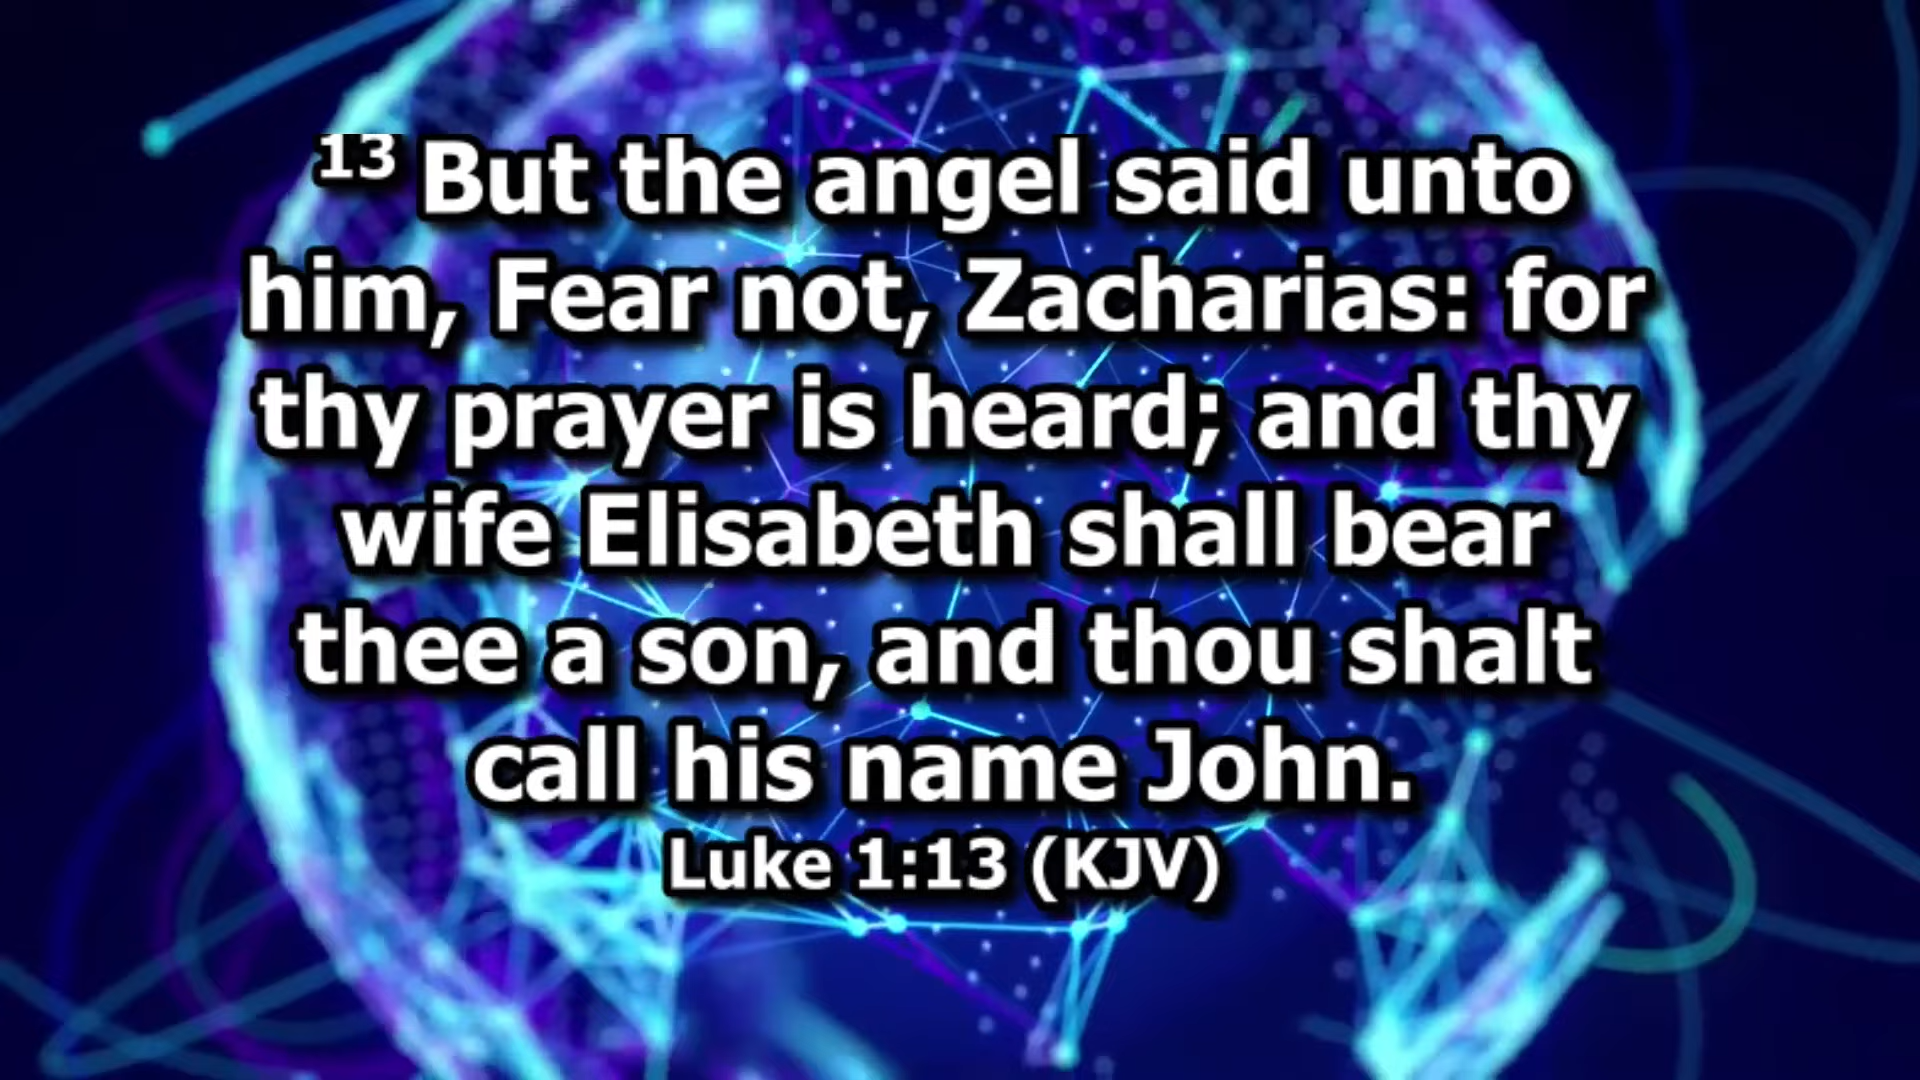 13 But the angel said unto
him, Fear not, Zacharias: for
thy prayer is heard; and thy
wife Elisabeth shall bear
thee a son, and thou shalt
call his name John.
Luke 1:13 (KJV)